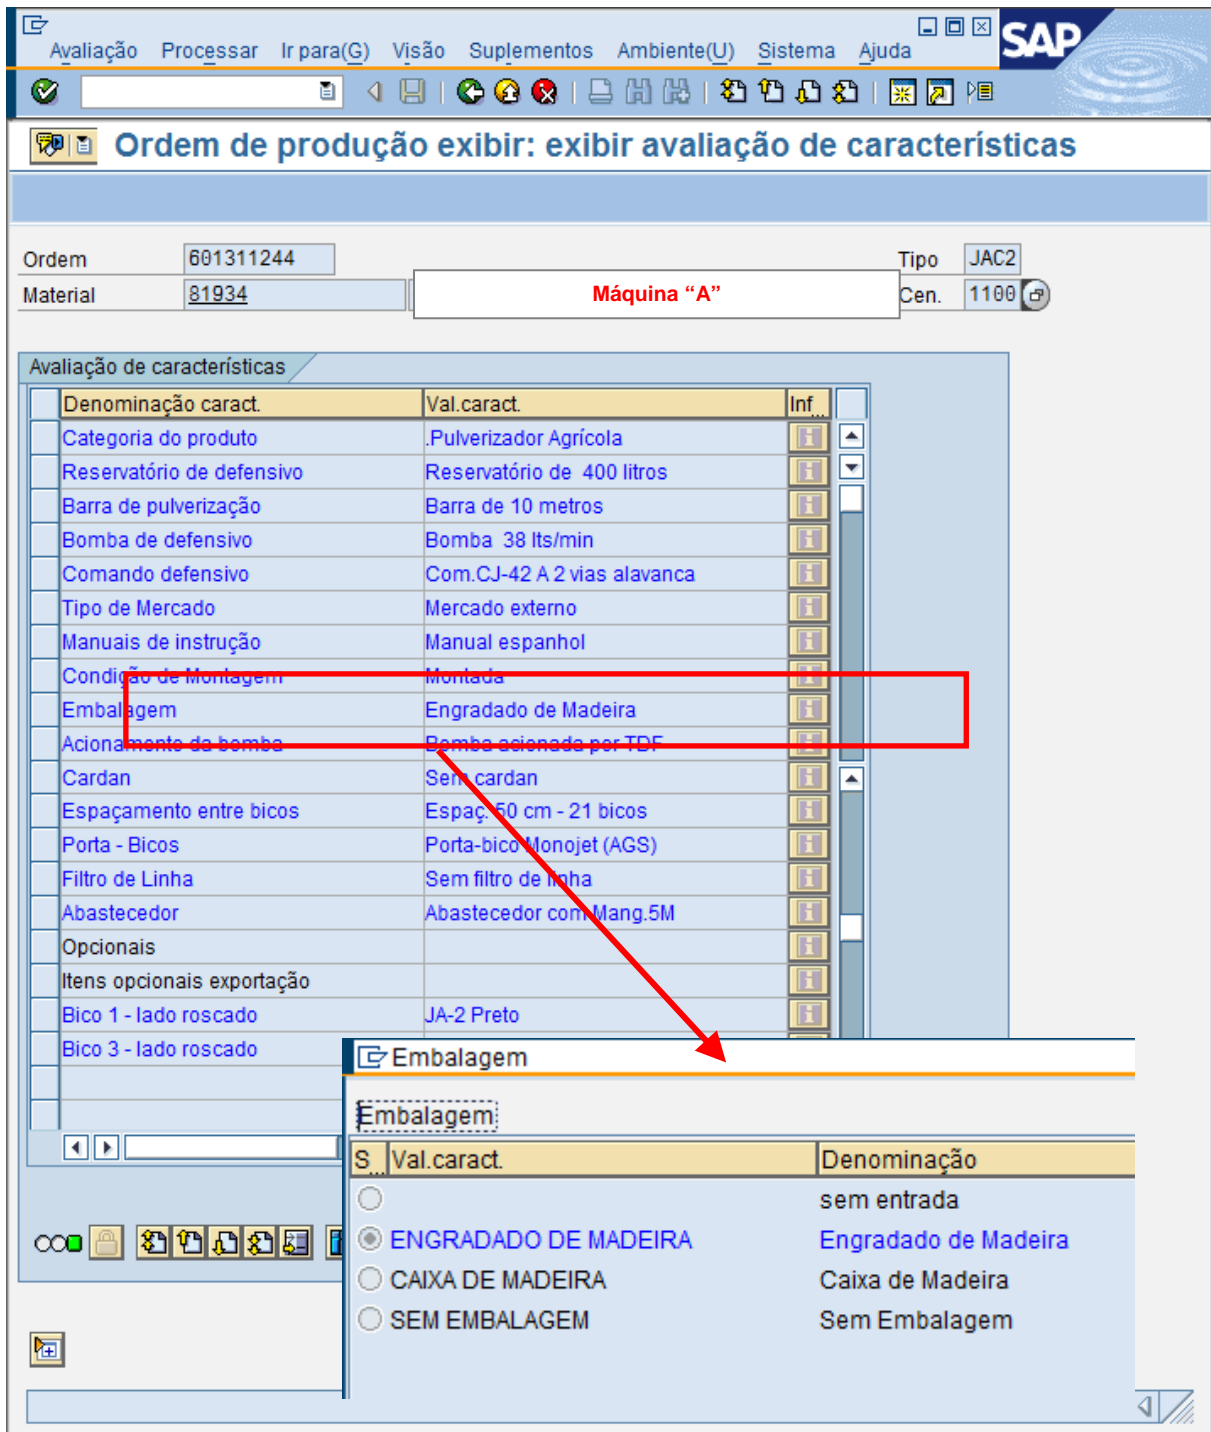 Avaliação Processar Ir para(G) Visão Suplementos Ambiente(U) Sistema Ajuda
SAP
Ordem de produção exibir: exibir avaliação de características
Ordem 601311244 Tipo JAC2
Material 81934 Máquina “A” Cen. 1100
Avaliação de características
Denominação caract. Val.caract. Inf...
Categoria do produto .Pulverizador Agrícola
Reservatório de defensivo Reservatório de 400 litros
Barra de pulverização Barra de 10 metros
Bomba de defensivo Bomba 38 lts/min
Comando defensivo Com.CJ-42 A 2 vias alavanca
Tipo de Mercado Mercado externo
Manuais de instrução Manual espanhol
Condição de Montagem Montada
Embalagem Engradado de Madeira
Acionamento da bomba Bomba acionada por TDF
Cardan Sem cardan
Espaçamento entre bicos Espaç. 50 cm - 21 bicos
Porta - Bicos Porta-bico Monojet (AGS)
Filtro de Linha Sem filtro de linha
Abastecedor Abastecedor com Mang.5M
Opcionais
Itens opcionais exportação
Bico 1 - lado roscado JA-2 Preto
Bico 3 - lado roscado
Embalagem
Embalagem
S... Val.caract. Denominação
sem entrada
ENGRADADO DE MADEIRA Engradado de Madeira
CAIXA DE MADEIRA Caixa de Madeira
SEM EMBALAGEM Sem Embalagem